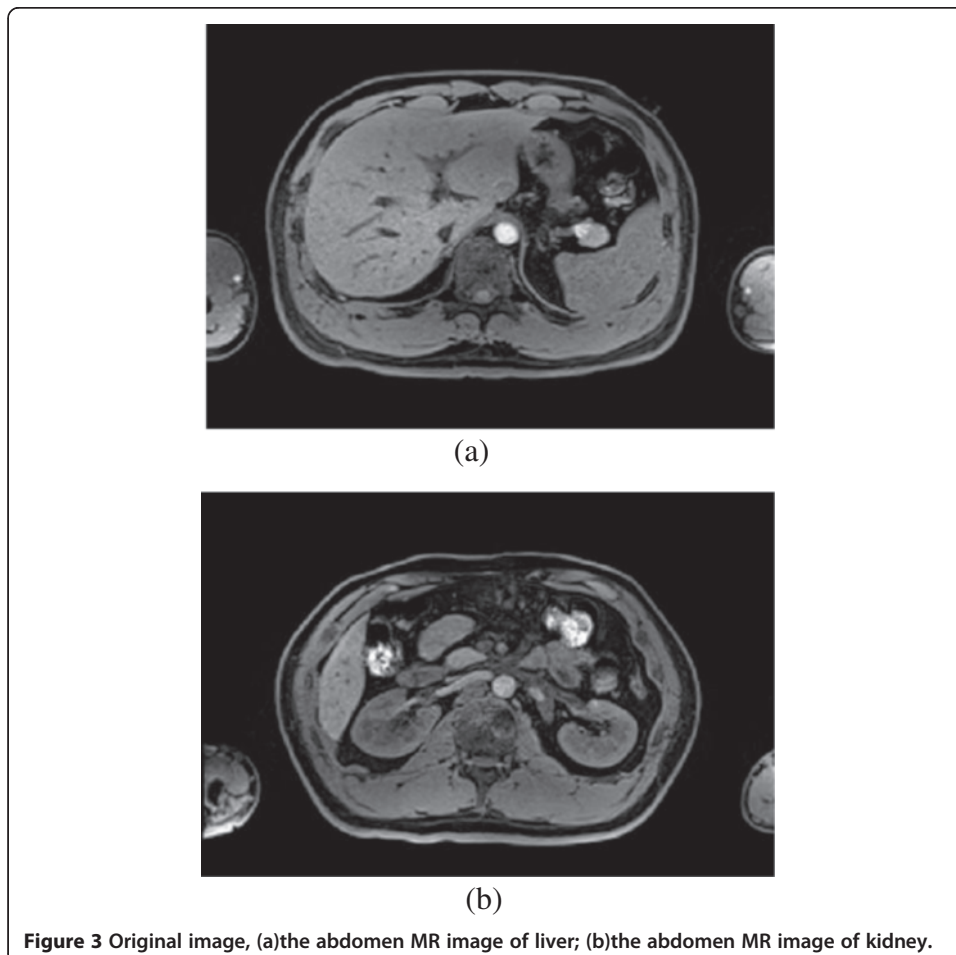 (a)
(b)
Figure 3 Original image, (a)the abdomen MR image of liver; (b)the abdomen MR image of kidney.